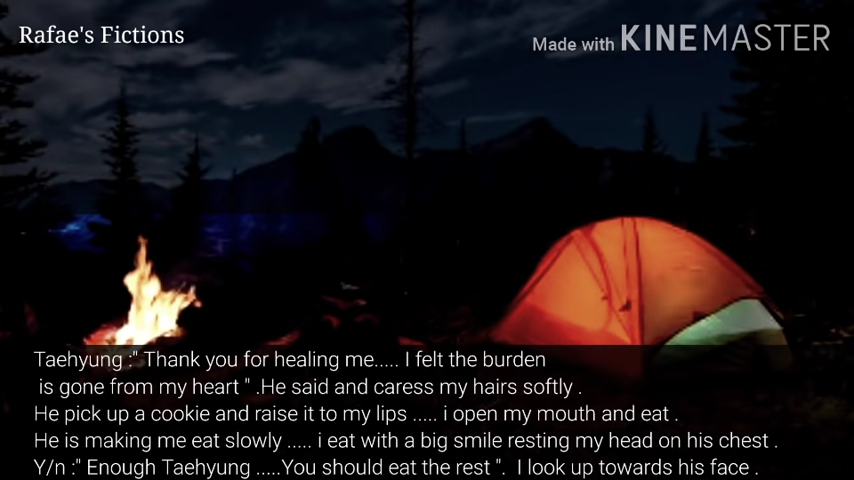 Rafae's Fictions
Made with KINEMASTER
Taehyung :" Thank you for healing me..... I felt the burden
is gone from my heart " .He said and caress my hairs softly .
He pick up a cookie and raise it to my lips ..... i open my mouth and eat .
He is making me eat slowly ..... i eat with a big smile resting my head on his chest .
Y/n :" Enough Taehyung .....You should eat the rest ". I look up towards his face .